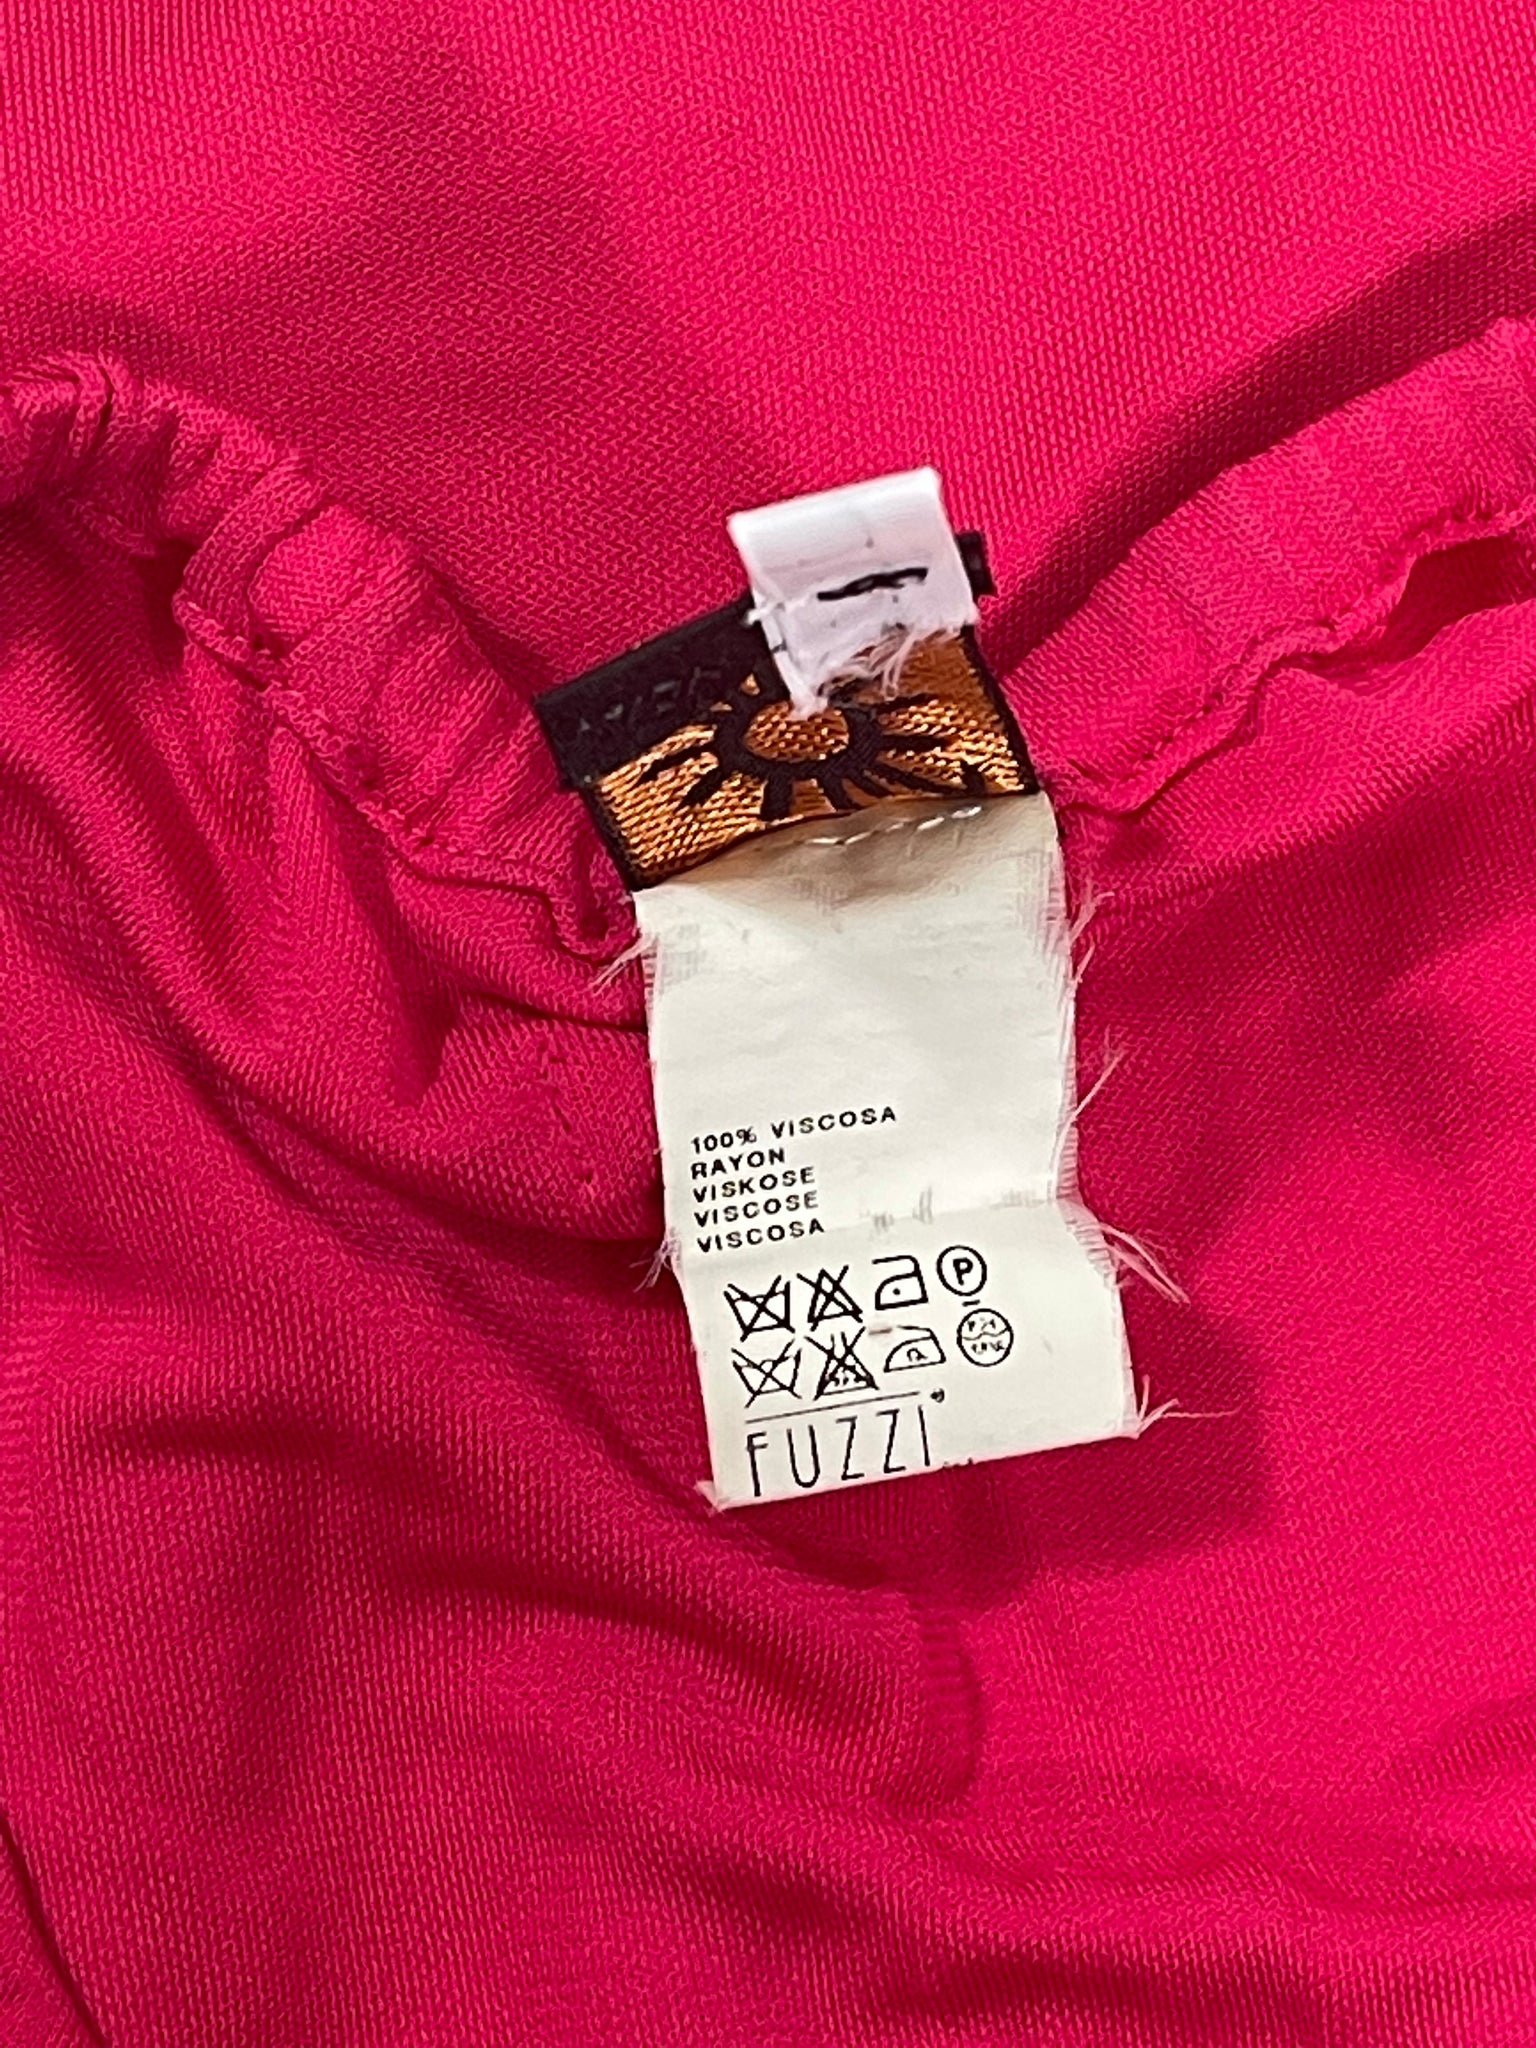 100% VISCOSA
RAYON
VISKOSE
VISCOSE
VISCOSA
P
FUZZI